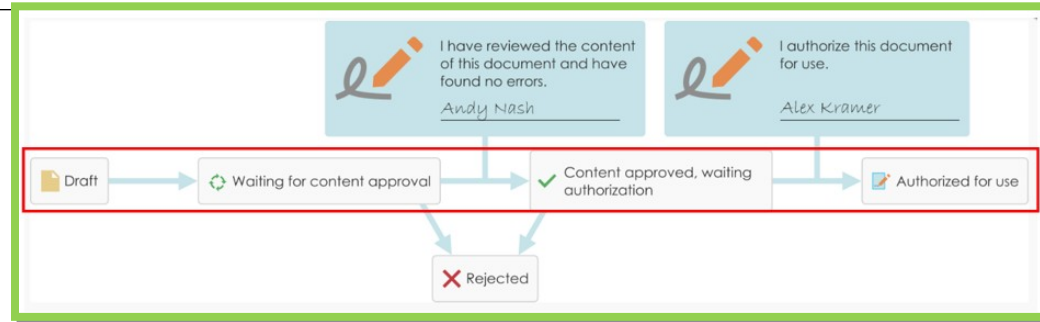 I have reviewed the content
of this document and have
found no errors.
Andy Nash
I authorize this document
for use.
Alex Kramer
Draft
Waiting for content approval
Content approved, waiting
authorization
Authorized for use
Rejected